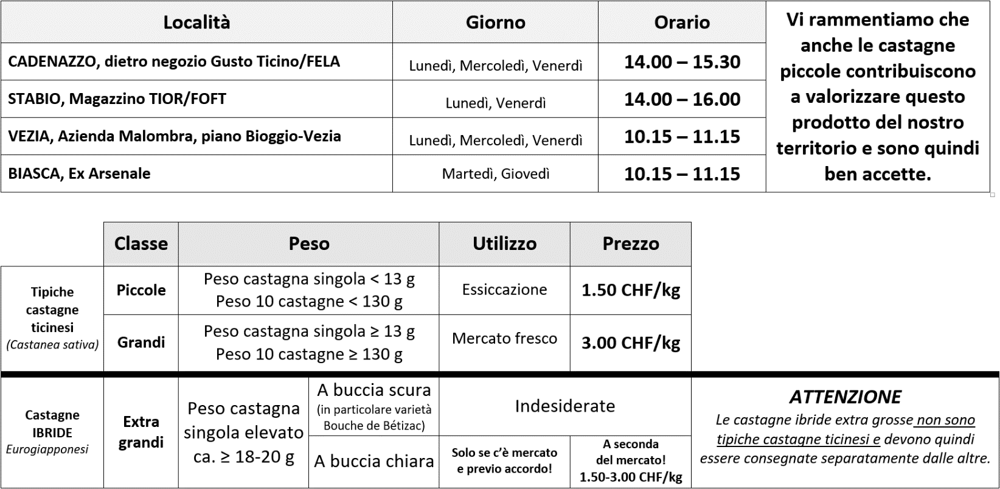 Località Giorno Orario
CADENAZZO, dietro negozio Gusto Ticino/FELA Lunedì, Mercoledì, Venerdì 14.00 – 15.30
STABIO, Magazzino TIOR/FOFT Lunedì, Venerdì 14.00 – 16.00
VEZIA, Azienda Malombra, piano Bioggio-Vezia Lunedì, Mercoledì, Venerdì 10.15 – 11.15
BIASCA, Ex Arsenale Martedì, Giovedì 10.15 – 11.15
Vi rammentiamo che
anche le castagne
piccole contribuiscono
a valorizzare questo
prodotto del nostro
territorio e sono quindi
ben accette.
Classe Peso Utilizzo Prezzo
Tipiche
castagne
ticinesi
(Castanea sativa)
Piccole
Peso castagna singola < 13 g
Peso 10 castagne < 130 g
Essiccazione
1.50 CHF/kg
Grandi
Peso castagna singola ≥ 13 g
Peso 10 castagne ≥ 130 g
Mercato fresco
3.00 CHF/kg
Castagne
IBRIDE
Eurogiapponesi
Extra
grandi
Peso castagna
singola elevato
ca. ≥ 18-20 g
A buccia scura
(in particolare varietà
Bouche de Bétizac)
Indesiderate
A buccia chiara
Solo se c’è mercato
e previo accordo!
A seconda
del mercato!
1.50-3.00 CHF/kg
ATTENZIONE
Le castagne ibride extra grosse non sono
tipiche castagne ticinesi e devono quindi
essere consegnate separatamente dalle altre.